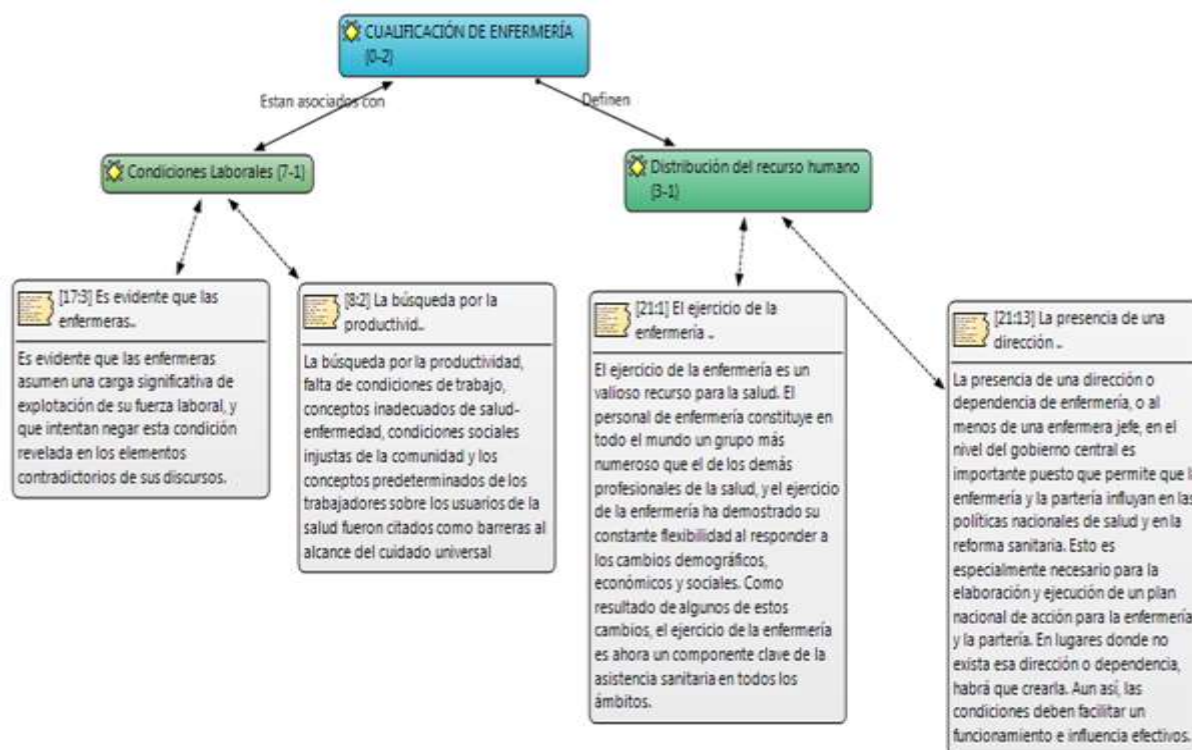 CUALIFICACIÓN DE ENFERMERÍA
{0-2}
Estan asociados con
Definen
Condiciones Laborales {7-1}
Distribución del recurso humano
{3-1}
[17:3] Es evidente que las
enfermeras..
Es evidente que las enfermeras
asumen una carga significativa de
explotación de su fuerza laboral, y
que intentan negar esta condición
revelada en los elementos
contradictorios de sus discursos.
[8:2] La búsqueda por la
productivid..
La búsqueda por la productividad,
falta de condiciones de trabajo,
conceptos inadecuados de salud-
enfermedad, condiciones sociales
injustas de la comunidad y los
conceptos predeterminados de los
trabajadores sobre los usuarios de la
salud fueron citados como barreras al
alcance del cuidado universal
[21:1] El ejercicio de la
enfermería ..
El ejercicio de la enfermería es un
valioso recurso para la salud. El
personal de enfermería constituye en
todo el mundo un grupo más
numeroso que el de los demás
profesionales de la salud, y el ejercicio
de la enfermería ha demostrado su
constante flexibilidad al responder a
los cambios demográficos,
económicos y sociales. Como
resultado de algunos de estos
cambios, el ejercicio de la enfermería
es ahora un componente clave de la
asistencia sanitaria en todos los
ámbitos.
[21:13] La presencia de una
dirección ..
La presencia de una dirección o
dependencia de enfermería, o al
menos de una enfermera jefe, en el
nivel del gobierno central es
importante puesto que permite que
enfermería y la partería influyan en las
políticas nacionales de salud y en la
reforma sanitaria. Esto es
especialmente necesario para la
elaboración y ejecución de un plan
nacional de acción para la enfermería
y la partería. En lugares donde no
exista esa dirección o dependencia,
habrá que crearla. Aun así, las
condiciones deben facilitar un
funcionamiento e influencia efectivos.